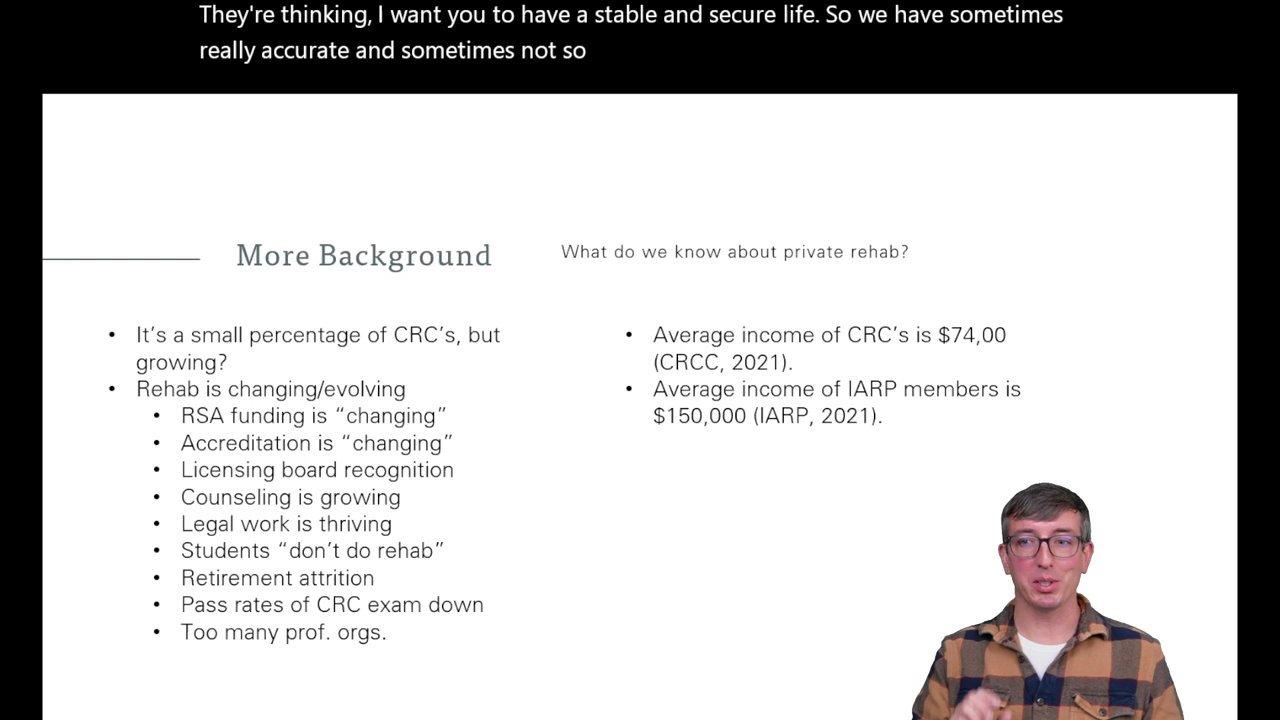 They're thinking, I want you to have a stable and secure life. So we have sometimes
really accurate and sometimes not so
More Background
What do we know about private rehab?
• It's a small percentage of CRC's, but
growing?
• Rehab is changing/evolving
• RSA funding is “changing”
• Accreditation is “changing”
• Licensing board recognition
• Counseling is growing
• Legal work is thriving
• Students “don't do rehab”
• Retirement attrition
• Pass rates of CRC exam down
• Too many prof. orgs.
• Average income of CRC's is $74,00
(CRCC, 2021).
• Average income of IARP members is
$150,000 (IARP, 2021).